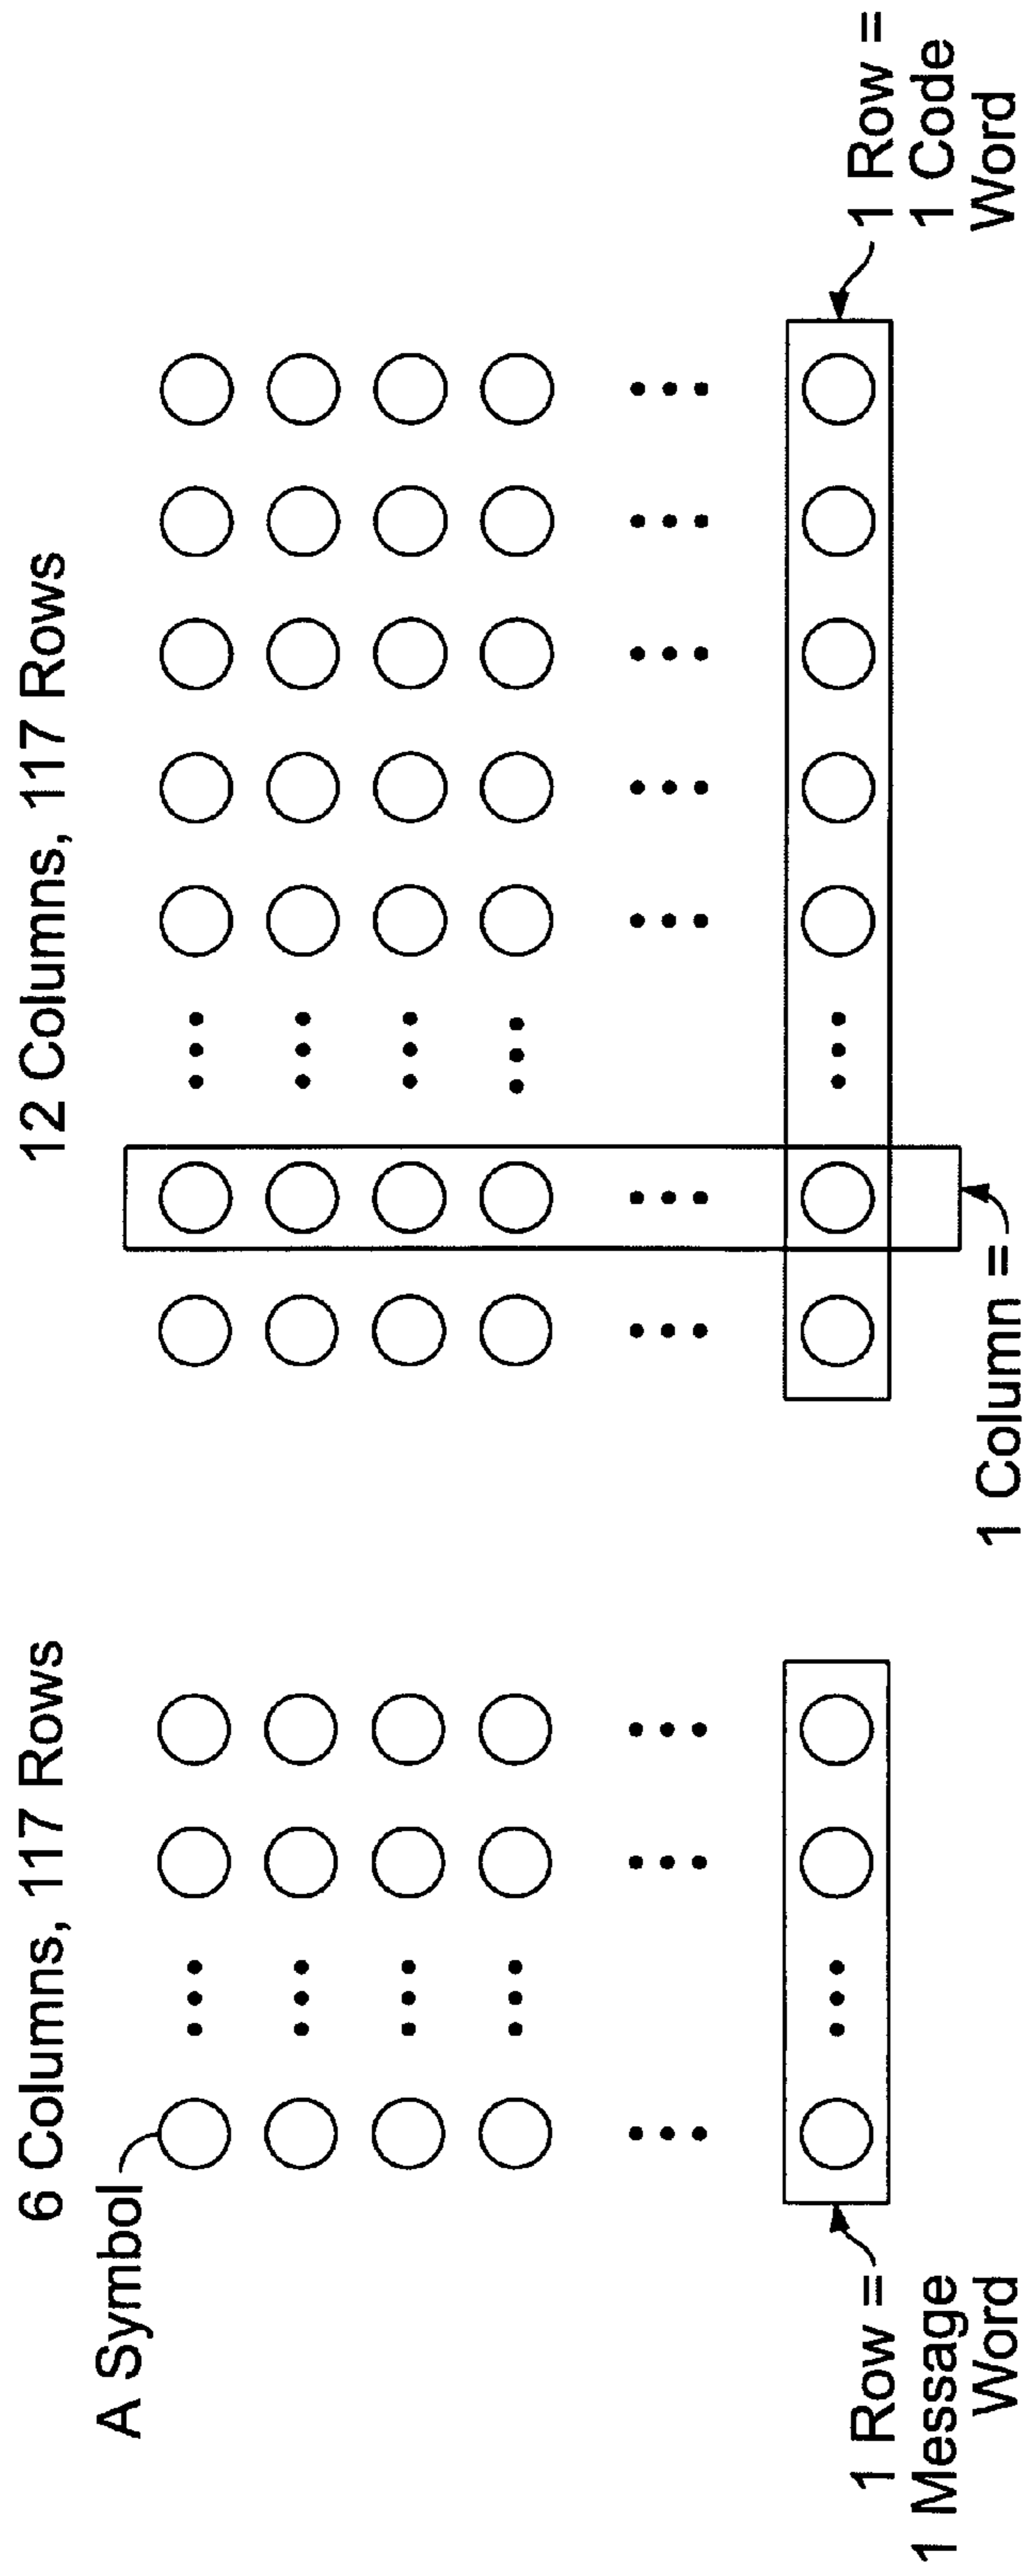 6 Columns, 117 Rows
A Symbol
1 Row =
1 Message
Word
12 Columns, 117 Rows
1 Column =
1 Row =
1 Code
Word